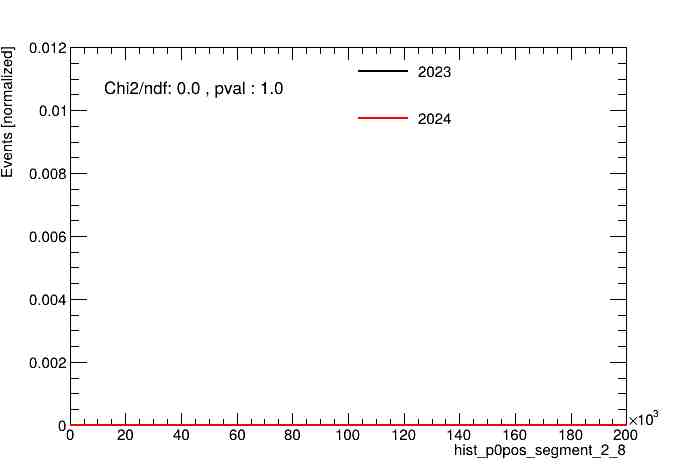 Events [normalized]
0.012
0.01
0.008
0.006
0.004
0.002
0
Chi2/ndf: 0.0 , pval : 1.0
2023
2024
0 20 40 60 80 100 120 140 160 180 200
×10³
hist_p0pos_segment_2_8